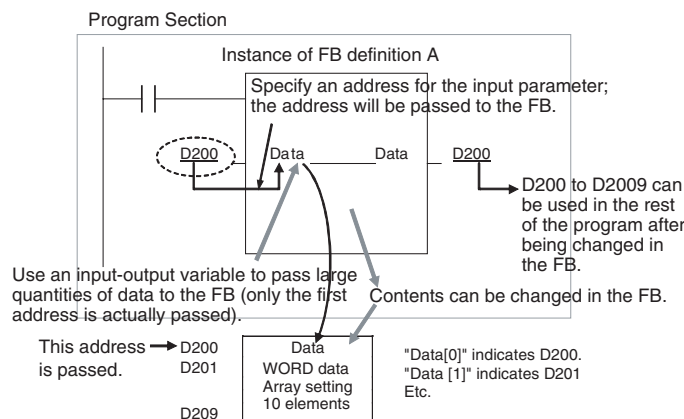 Program Section
Instance of FB definition A
Specify an address for the input parameter;
the address will be passed to the FB.
D200
Data
Data
D200
D200 to D2009 can
be used in the rest
of the program after
being changed in
the FB.
Use an input-output variable to pass large
quantities of data to the FB (only the first
address is actually passed).
Contents can be changed in the FB.
This address
is passed.
D200
D201
D209
Data
WORD data
Array setting
10 elements
"Data[0]" indicates D200.
"Data [1]" indicates D201
Etc.